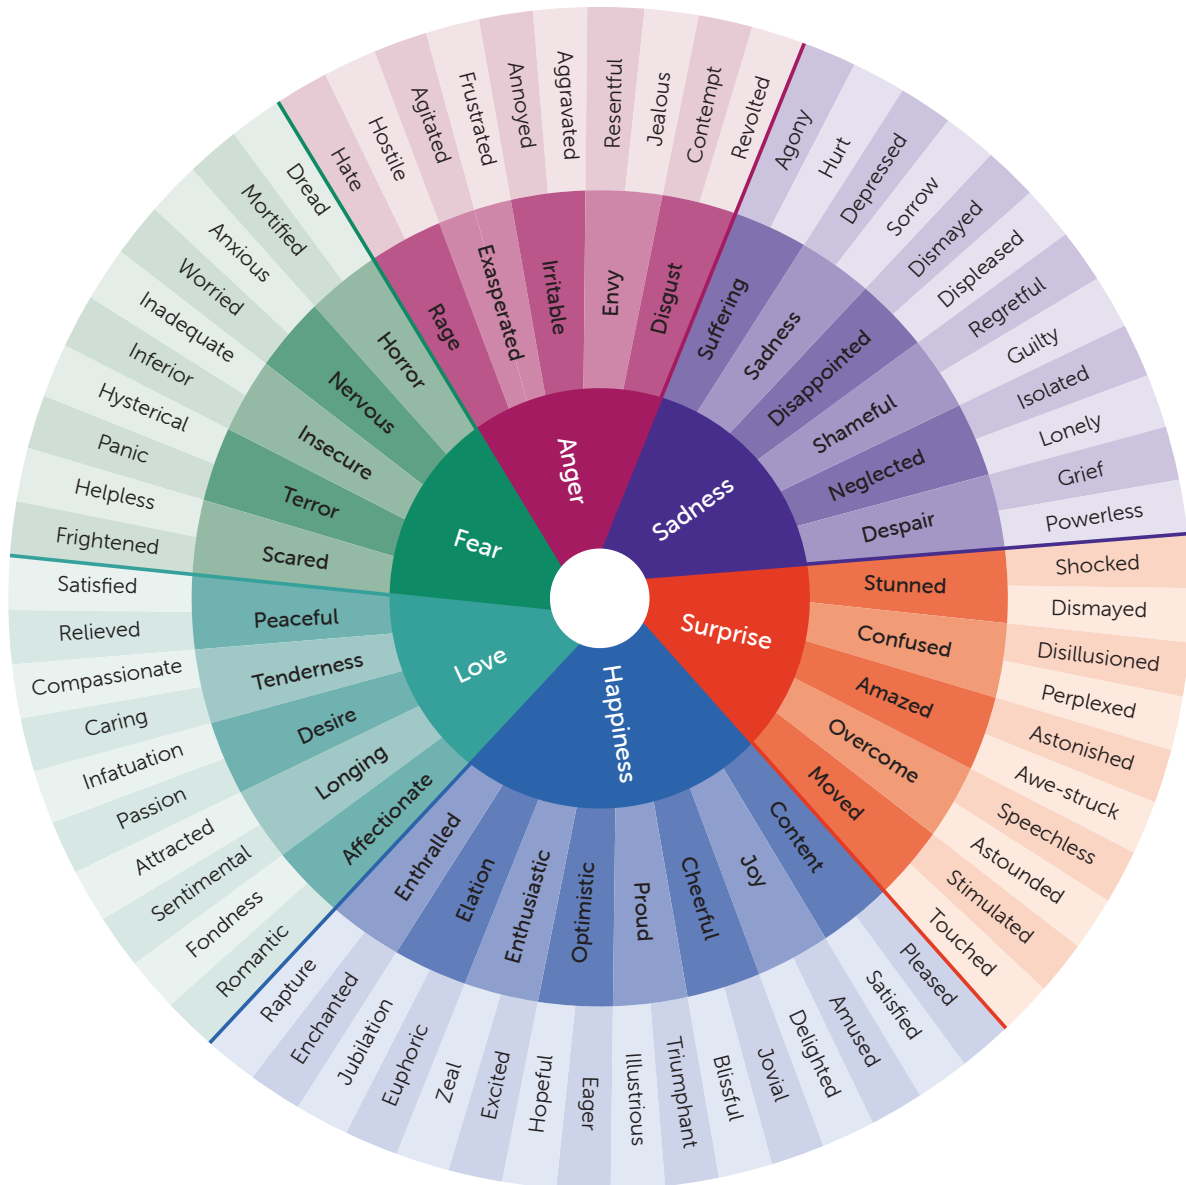 Anger
Sadness
Surprise
Happiness
Love
Fear
Rage
Exasperated
Irritable
Envy
Disgust
Suffering
Sadness
Disappointed
Shameful
Neglected
Despair
Stunned
Confused
Amazed
Overcome
Moved
Content
Joy
Cheerful
Proud
Optimistic
Enthusiastic
Elation
Enthralled
Affectionate
Longing
Desire
Tenderness
Peaceful
Scared
Terror
Insecure
Nervous
Horror
Hate
Hostile
Agitated
Frustrated
Annoyed
Aggravated
Resentful
Jealous
Contempt
Revolted
Agony
Hurt
Depressed
Sorrow
Dismayed
Displeased
Regretful
Guilty
Isolated
Lonely
Grief
Powerless
Shocked
Dismayed
Disillusioned
Perplexed
Astonished
Awe-struck
Speechless
Astounded
Stimulated
Touched
Pleased
Satisfied
Amused
Delighted
Jovial
Blissful
Triumphant
Illustrious
Eager
Hopeful
Excited
Zeal
Euphoric
Jubilation
Enchanted
Rapture
Romantic
Fondness
Sentimental
Attracted
Passion
Infatuation
Caring
Compassionate
Relieved
Satisfied
Frightened
Helpless
Panic
Hysterical
Inferior
Inadequate
Worried
Anxious
Mortified
Dread